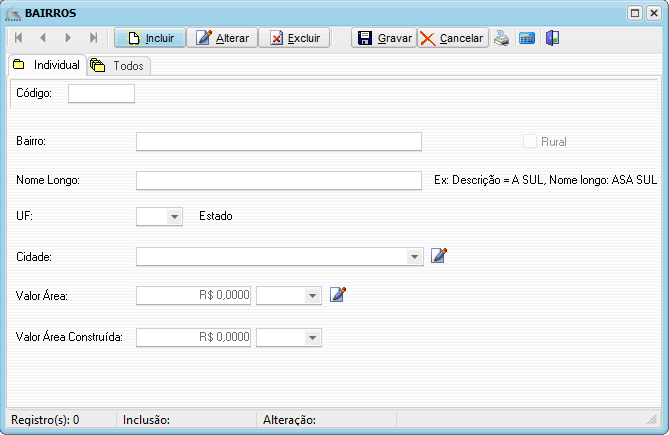 BAIRROS
Incluir Alterar Excluir Gravar Cancelar
Individual Todos
Código:
Bairro: Rural
Nome Longo: Ex: Descrição = A SUL, Nome longo: ASA SUL
UF: Estado
Cidade:
Valor Área: R$ 0,0000
Valor Área Construída: R$ 0,0000
Registro(s): 0 Inclusão: Alteração: